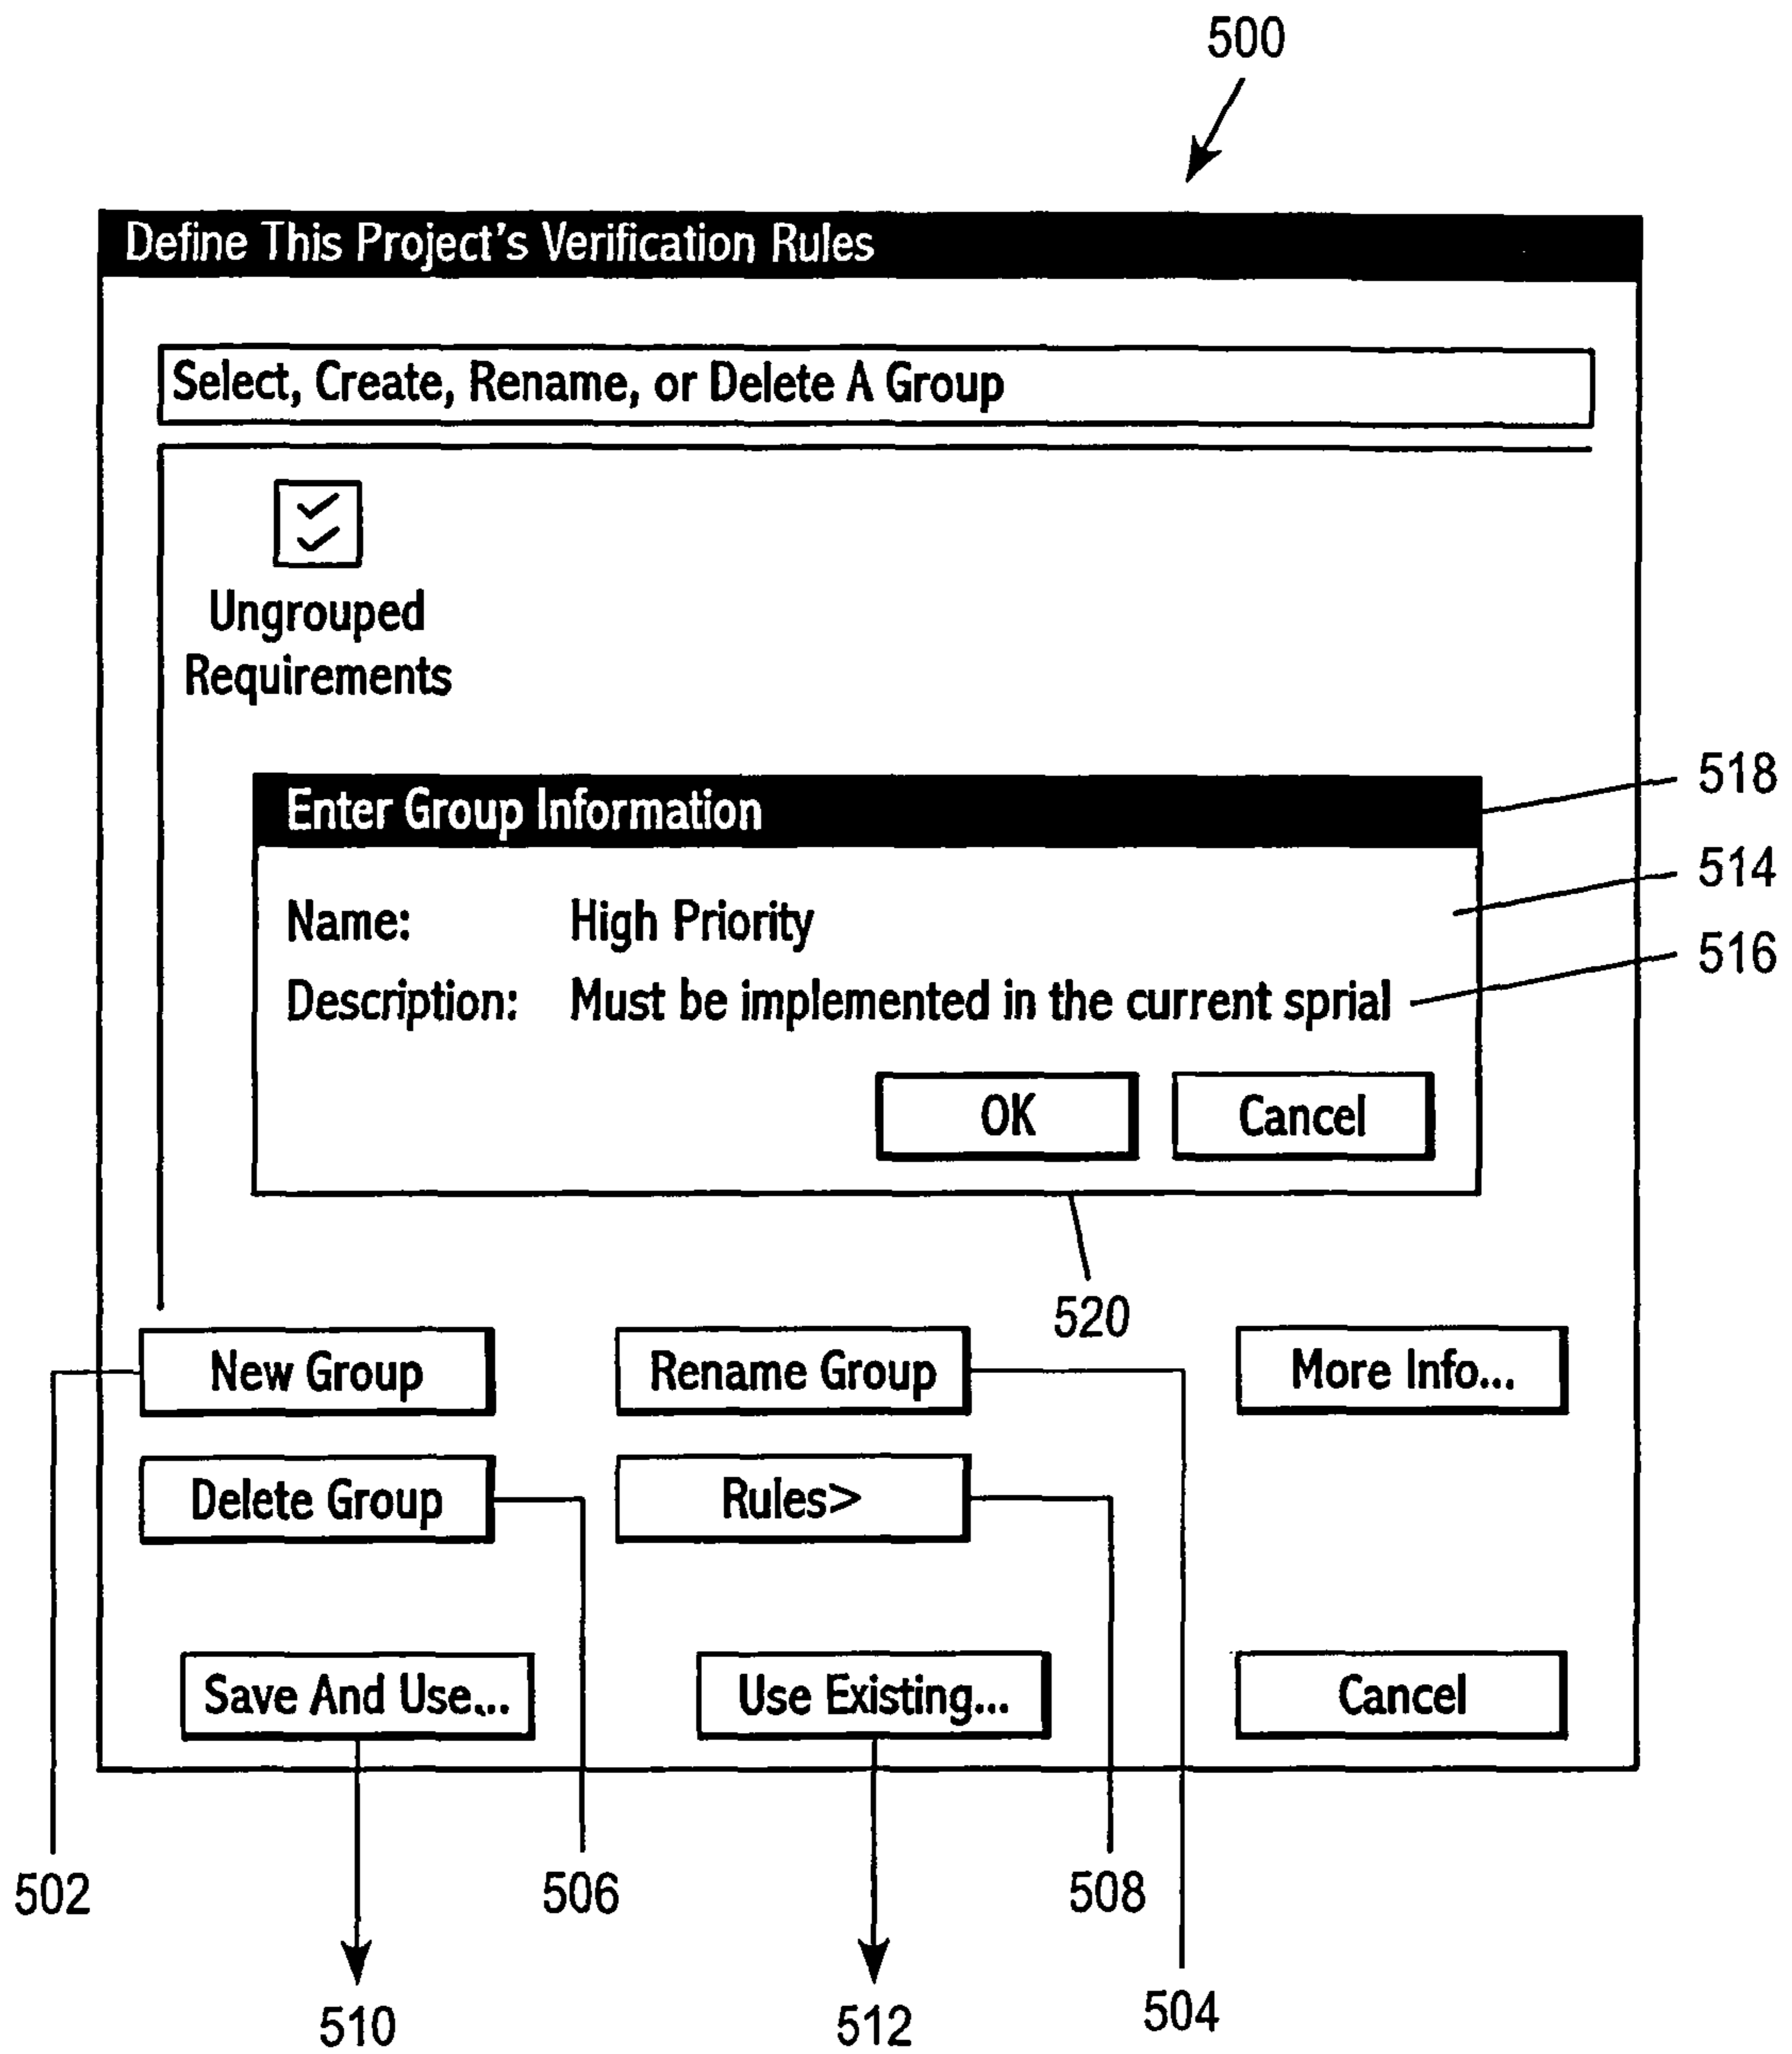 500
Define This Project's Verification Rules
Select, Create, Rename, or Delete A Group
Ungrouped
Requirements
518
Enter Group Information
514
Name: High Priority
516
Description: Must be implemented in the current sprial
OK Cancel
520
New Group Rename Group More Info...
Delete Group Rules>
Save And Use... Use Existing... Cancel
502 506 508
510 512 504